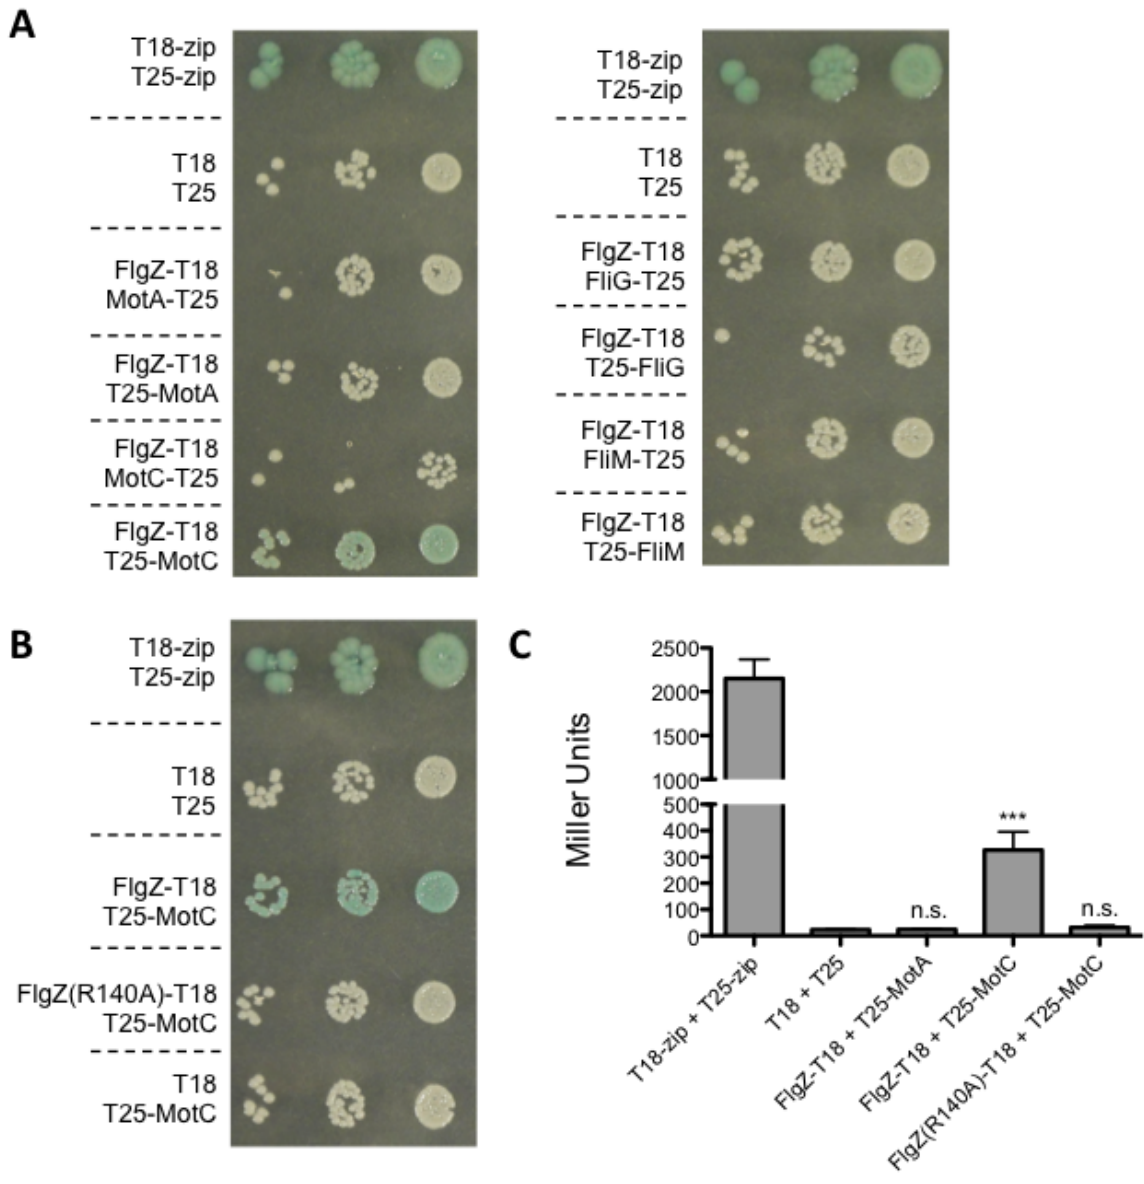 A
T18-zip
T25-zip
T18
T25
FlgZ-T18
MotA-T25
FlgZ-T18
T25-MotA
FlgZ-T18
MotC-T25
FlgZ-T18
T25-MotC
T18-zip
T25-zip
T18
T25
FlgZ-T18
FliG-T25
FlgZ-T18
T25-FliG
FlgZ-T18
FliM-T25
FlgZ-T18
T25-FliM
B
T18-zip
T25-zip
T18
T25
FlgZ-T18
T25-MotC
FlgZ(R140A)-T18
T25-MotC
T18
T25-MotC
C
Miller Units
2500
2000
1500
1000
500
400
300
200
100
0
n.s.
***
n.s.
T18-zip + T25-zip
T18 + T25
FlgZ-T18 + T25-MotA
FlgZ-T18 + T25-MotC
FlgZ(R140A)-T18 + T25-MotC